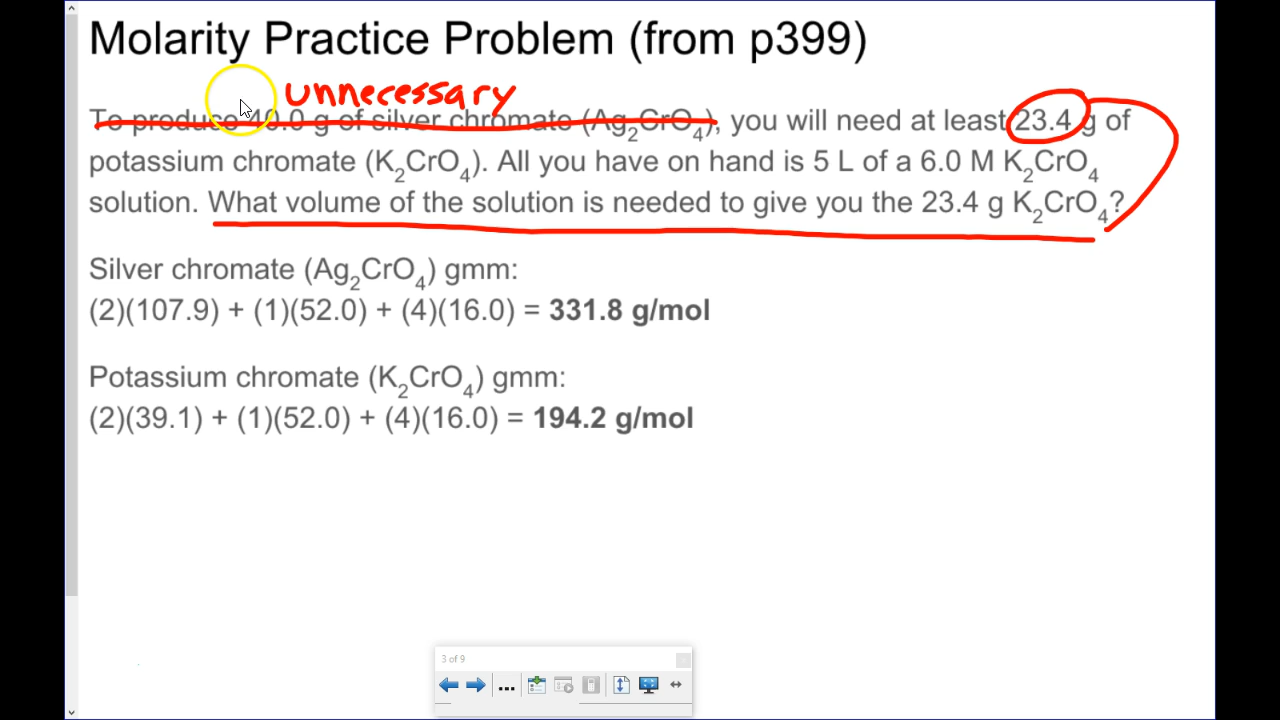 Molarity Practice Problem (from p399)
unnecessary
To produce 40.0 g of silver chromate (Ag₂CrO₄), you will need at least 23.4 g of
potassium chromate (K₂CrO₄). All you have on hand is 5 L of a 6.0 M K₂CrO₄
solution. What volume of the solution is needed to give you the 23.4 g K₂CrO₄?
Silver chromate (Ag₂CrO₄) gmm:
(2)(107.9) + (1)(52.0) + (4)(16.0) = 331.8 g/mol
Potassium chromate (K₂CrO₄) gmm:
(2)(39.1) + (1)(52.0) + (4)(16.0) = 194.2 g/mol
3 of 9